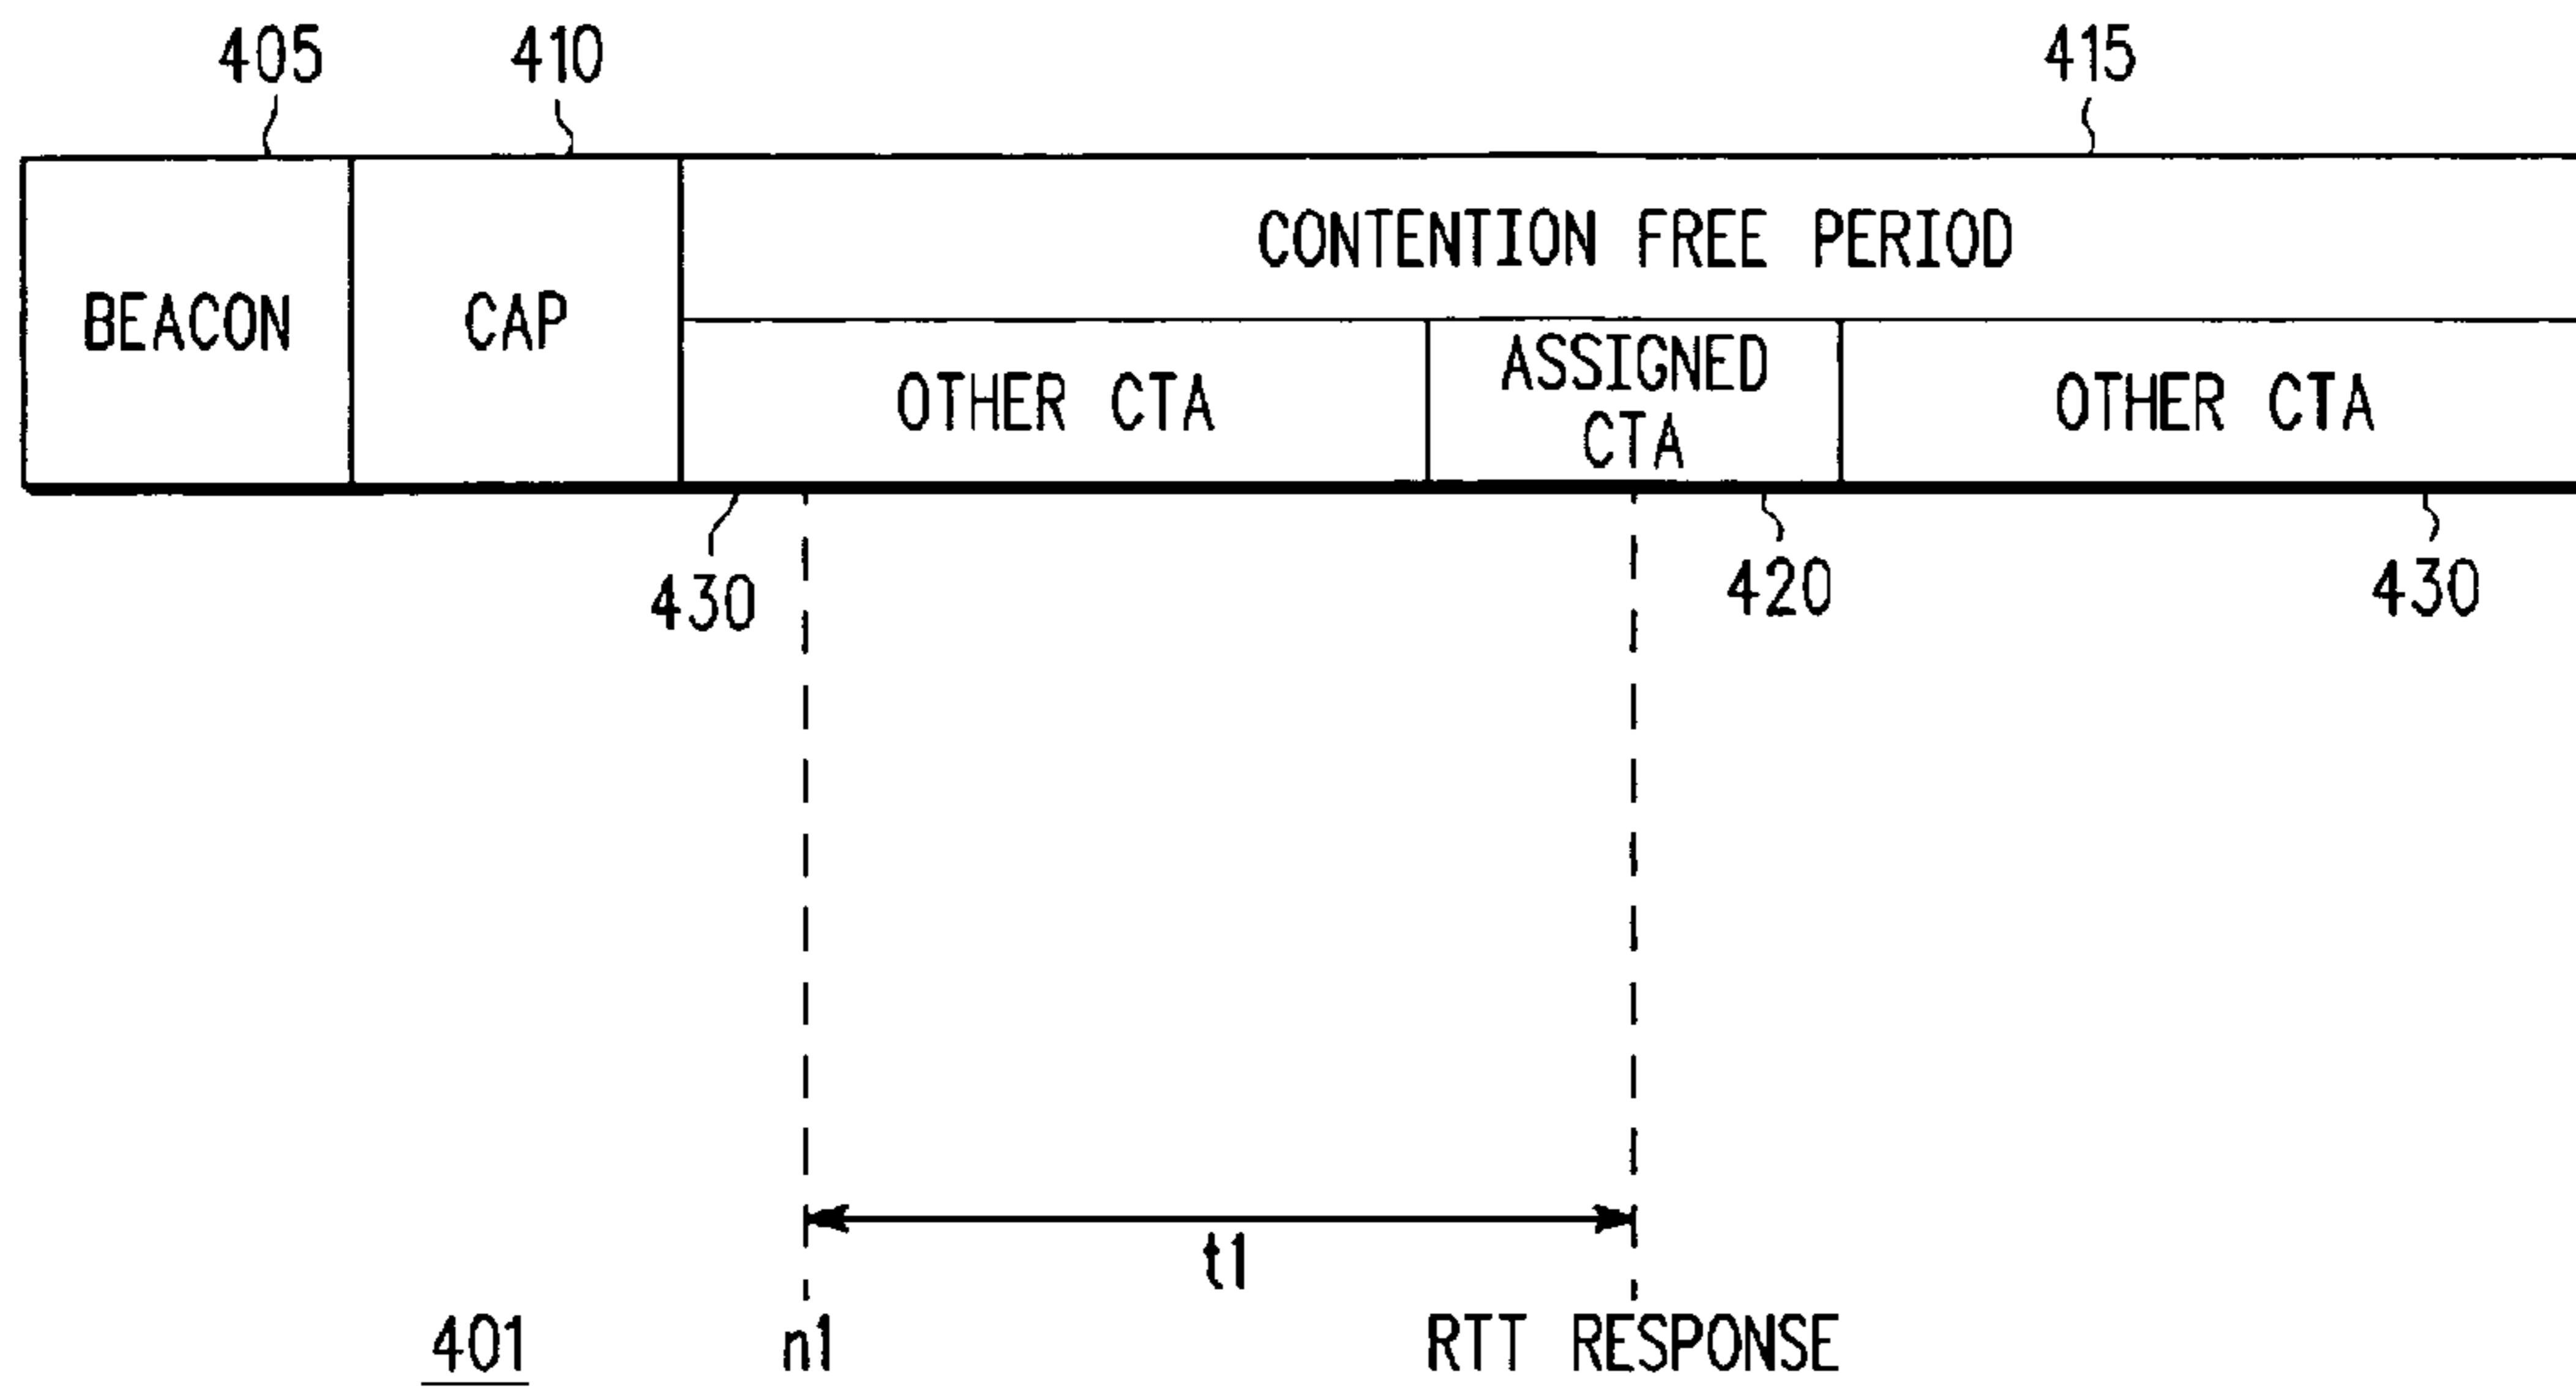 405
410
415
BEACON
CAP
CONTENTION FREE PERIOD
OTHER CTA
ASSIGNED
CTA
OTHER CTA
430
420
430
t1
401
n1
RTT RESPONSE